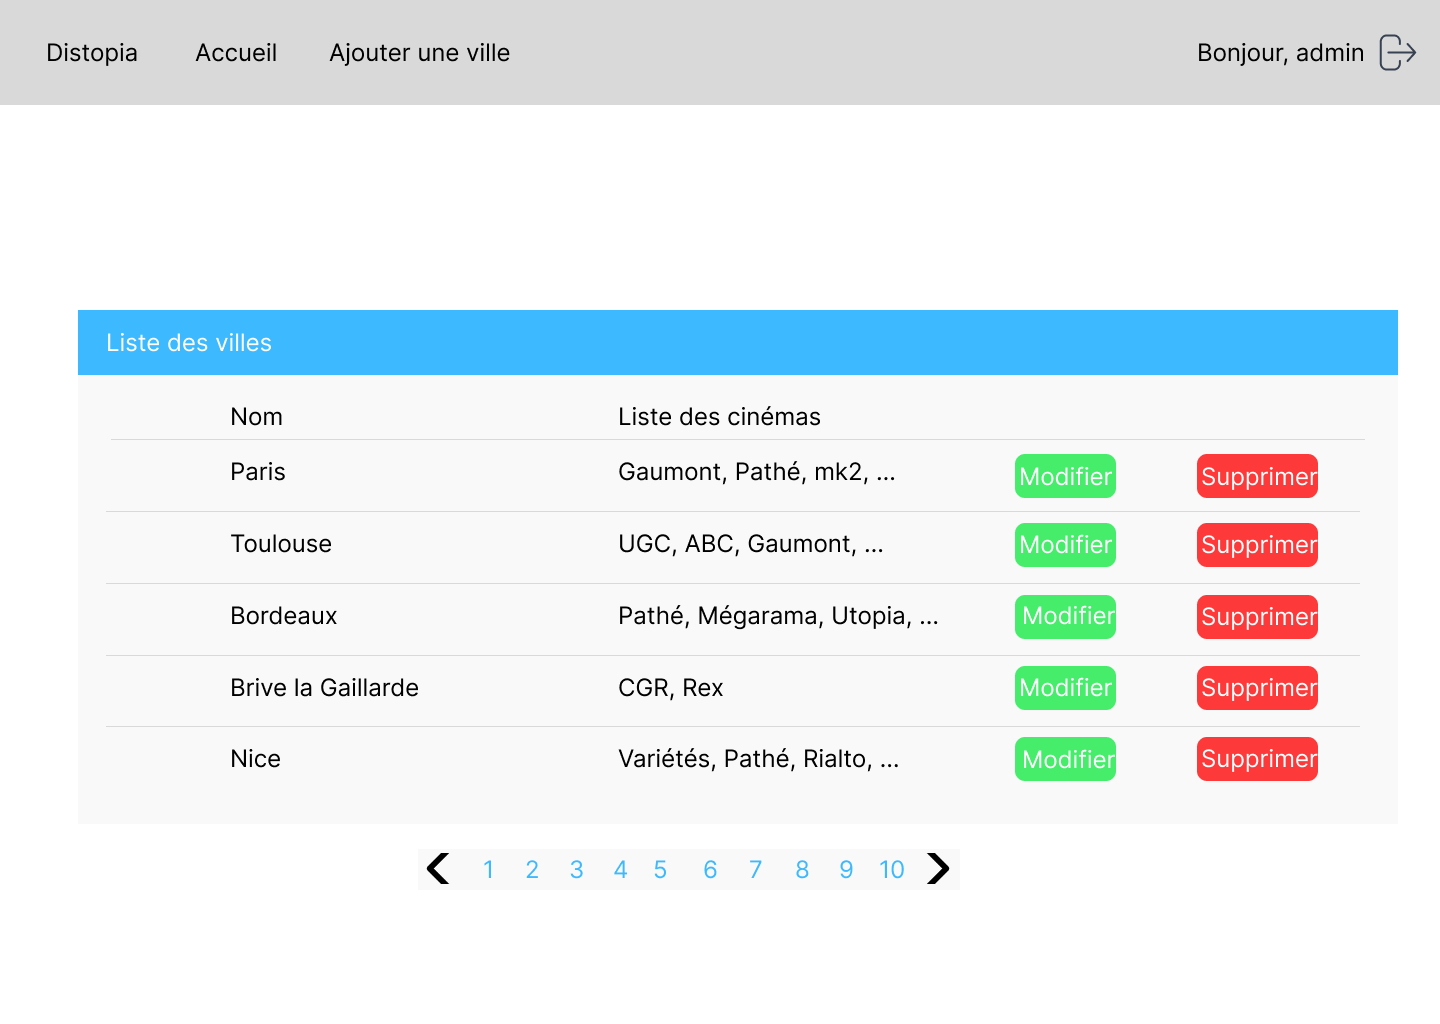 Distopia Accueil Ajouter une ville Bonjour, admin
Liste des villes
Nom Liste des cinémas
Paris Gaumont, Pathé, mk2, ... Modifier Supprimer
Toulouse UGC, ABC, Gaumont, ... Modifier Supprimer
Bordeaux Pathé, Mégarama, Utopia, ... Modifier Supprimer
Brive la Gaillarde CGR, Rex Modifier Supprimer
Nice Variétés, Pathé, Rialto, ... Modifier Supprimer
1 2 3 4 5 6 7 8 9 10